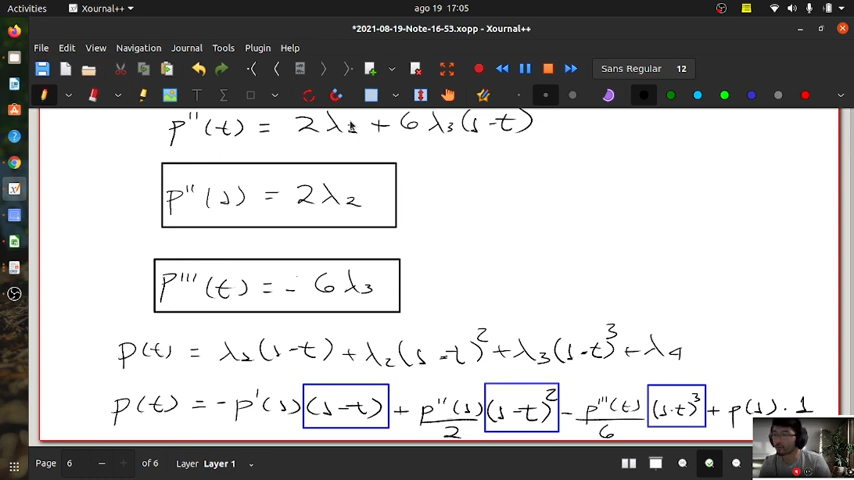 Activities Xournal++ ago 19 17:05
*2021-08-19-Note-16-53.xopp - Xournal++
File Edit View Navigation Journal Tools Plugin Help
Sans Regular 12
p''(t) = 2λ₂ + 6λ₃(s-t)
p''(s) = 2λ₂
p'''(t) = - 6λ₃
p(t) = λ₁(s-t) + λ₂(s-t)² + λ₃(s-t)³ + λ₄
p(t) = -p'(s) (s-t) + p''(s)/2 (s-t)² - p'''(t)/6 (s-t)³ + p(s)·1
Page 6 of 6 Layer Layer 1